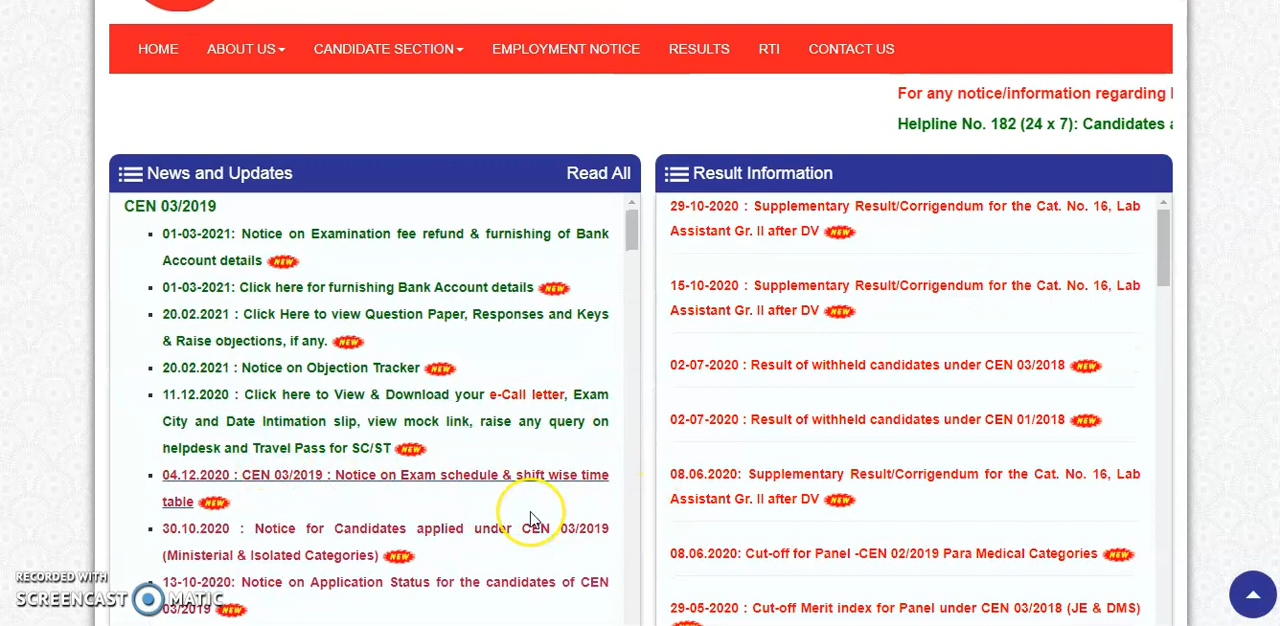 HOME ABOUT US CANDIDATE SECTION EMPLOYMENT NOTICE RESULTS RTI CONTACT US
For any notice/information regarding
Helpline No. 182 (24 x 7): Candidates
News and Updates Read All
CEN 03/2019
01-03-2021: Notice on Examination fee refund & furnishing of Bank
Account details NEW
01-03-2021: Click here for furnishing Bank Account details NEW
20.02.2021 : Click Here to view Question Paper, Responses and Keys
& Raise objections, if any. NEW
20.02.2021 : Notice on Objection Tracker NEW
11.12.2020 : Click here to View & Download your e-Call letter, Exam
City and Date Intimation slip, view mock link, raise any query on
helpdesk and Travel Pass for SC/ST NEW
04.12.2020 : CEN 03/2019 : Notice on Exam schedule & shift wise time
table NEW
30.10.2020 : Notice for Candidates applied under CEN 03/2019
(Ministerial & Isolated Categories) NEW
13-10-2020: Notice on Application Status for the candidates of CEN
03/2019 NEW
Result Information
29-10-2020 : Supplementary Result/Corrigendum for the Cat. No. 16, Lab
Assistant Gr. II after DV NEW
15-10-2020 : Supplementary Result/Corrigendum for the Cat. No. 16, Lab
Assistant Gr. II after DV NEW
02-07-2020 : Result of withheld candidates under CEN 03/2018 NEW
02-07-2020 : Result of withheld candidates under CEN 01/2018 NEW
08.06.2020: Supplementary Result/Corrigendum for the Cat. No. 16, Lab
Assistant Gr. II after DV NEW
08.06.2020: Cut-off for Panel -CEN 02/2019 Para Medical Categories NEW
29-05-2020 : Cut-off Merit index for Panel under CEN 03/2018 (JE & DMS)
RECORDED WITH
SCREENCAST MATIC